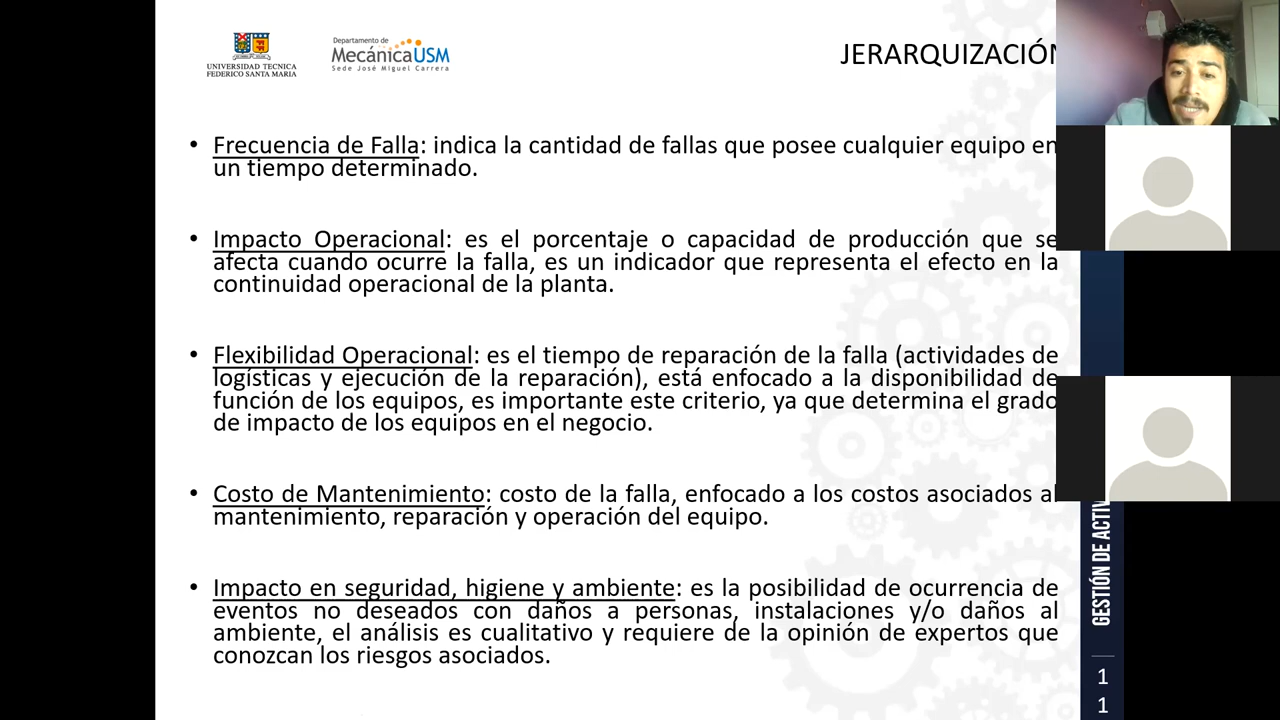 UNIVERSIDAD TECNICA
FEDERICO SANTA MARIA
Departamento de
MecánicaUSM
Sede José Miguel Carrera
JERARQUIZACIÓN
• Frecuencia de Falla: indica la cantidad de fallas que posee cualquier equipo en
un tiempo determinado.
• Impacto Operacional: es el porcentaje o capacidad de producción que se
afecta cuando ocurre la falla, es un indicador que representa el efecto en la
continuidad operacional de la planta.
• Flexibilidad Operacional: es el tiempo de reparación de la falla (actividades de
logísticas y ejecución de la reparación), está enfocado a la disponibilidad de
función de los equipos, es importante este criterio, ya que determina el grado
de impacto de los equipos en el negocio.
• Costo de Mantenimiento: costo de la falla, enfocado a los costos asociados al
mantenimiento, reparación y operación del equipo.
• Impacto en seguridad, higiene y ambiente: es la posibilidad de ocurrencia de
eventos no deseados con daños a personas, instalaciones y/o daños al
ambiente, el análisis es cualitativo y requiere de la opinión de expertos que
conozcan los riesgos asociados.
GESTIÓN DE ACTIV
1
1